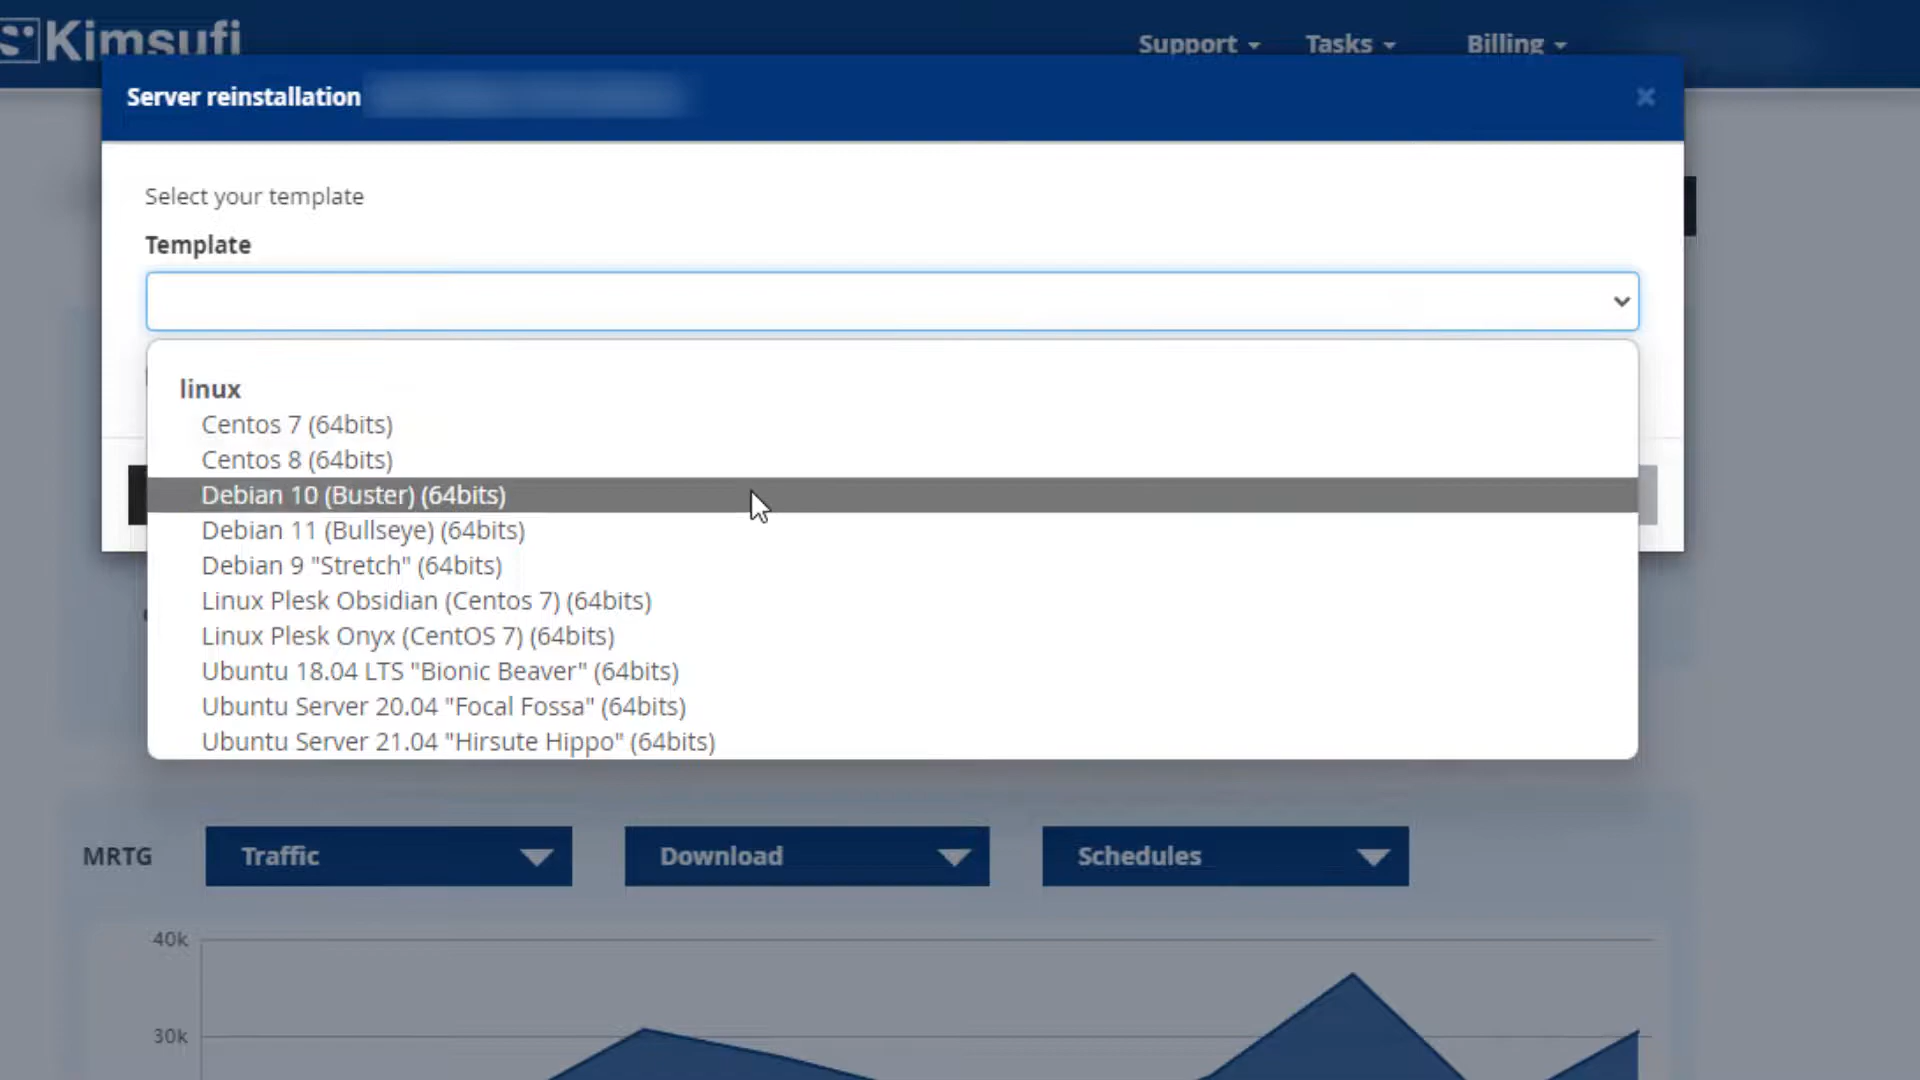 Kimsufi
Support
Tasks
Billing
Server reinstallation
Select your template
Template
linux
Centos 7 (64bits)
Centos 8 (64bits)
Debian 10 (Buster) (64bits)
Debian 11 (Bullseye) (64bits)
Debian 9 "Stretch" (64bits)
Linux Plesk Obsidian (Centos 7) (64bits)
Linux Plesk Onyx (CentOS 7) (64bits)
Ubuntu 18.04 LTS "Bionic Beaver" (64bits)
Ubuntu Server 20.04 "Focal Fossa" (64bits)
Ubuntu Server 21.04 "Hirsute Hippo" (64bits)
MRTG
Traffic
Download
Schedules
40k
30k